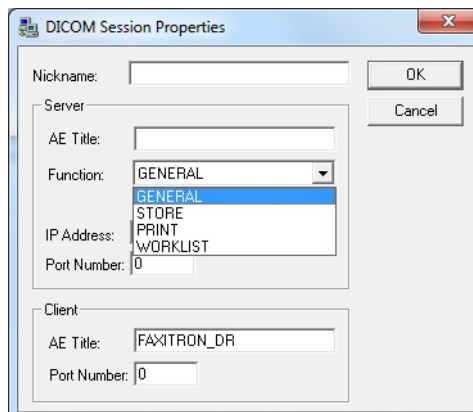 DICOM Session Properties
Nickname:
OK
Server
Cancel
AE Title:
Function: GENERAL
GENERAL
STORE
PRINT
WORKLIST
IP Address:
Port Number: 0
Client
AE Title: FAXITRON_DR
Port Number: 0